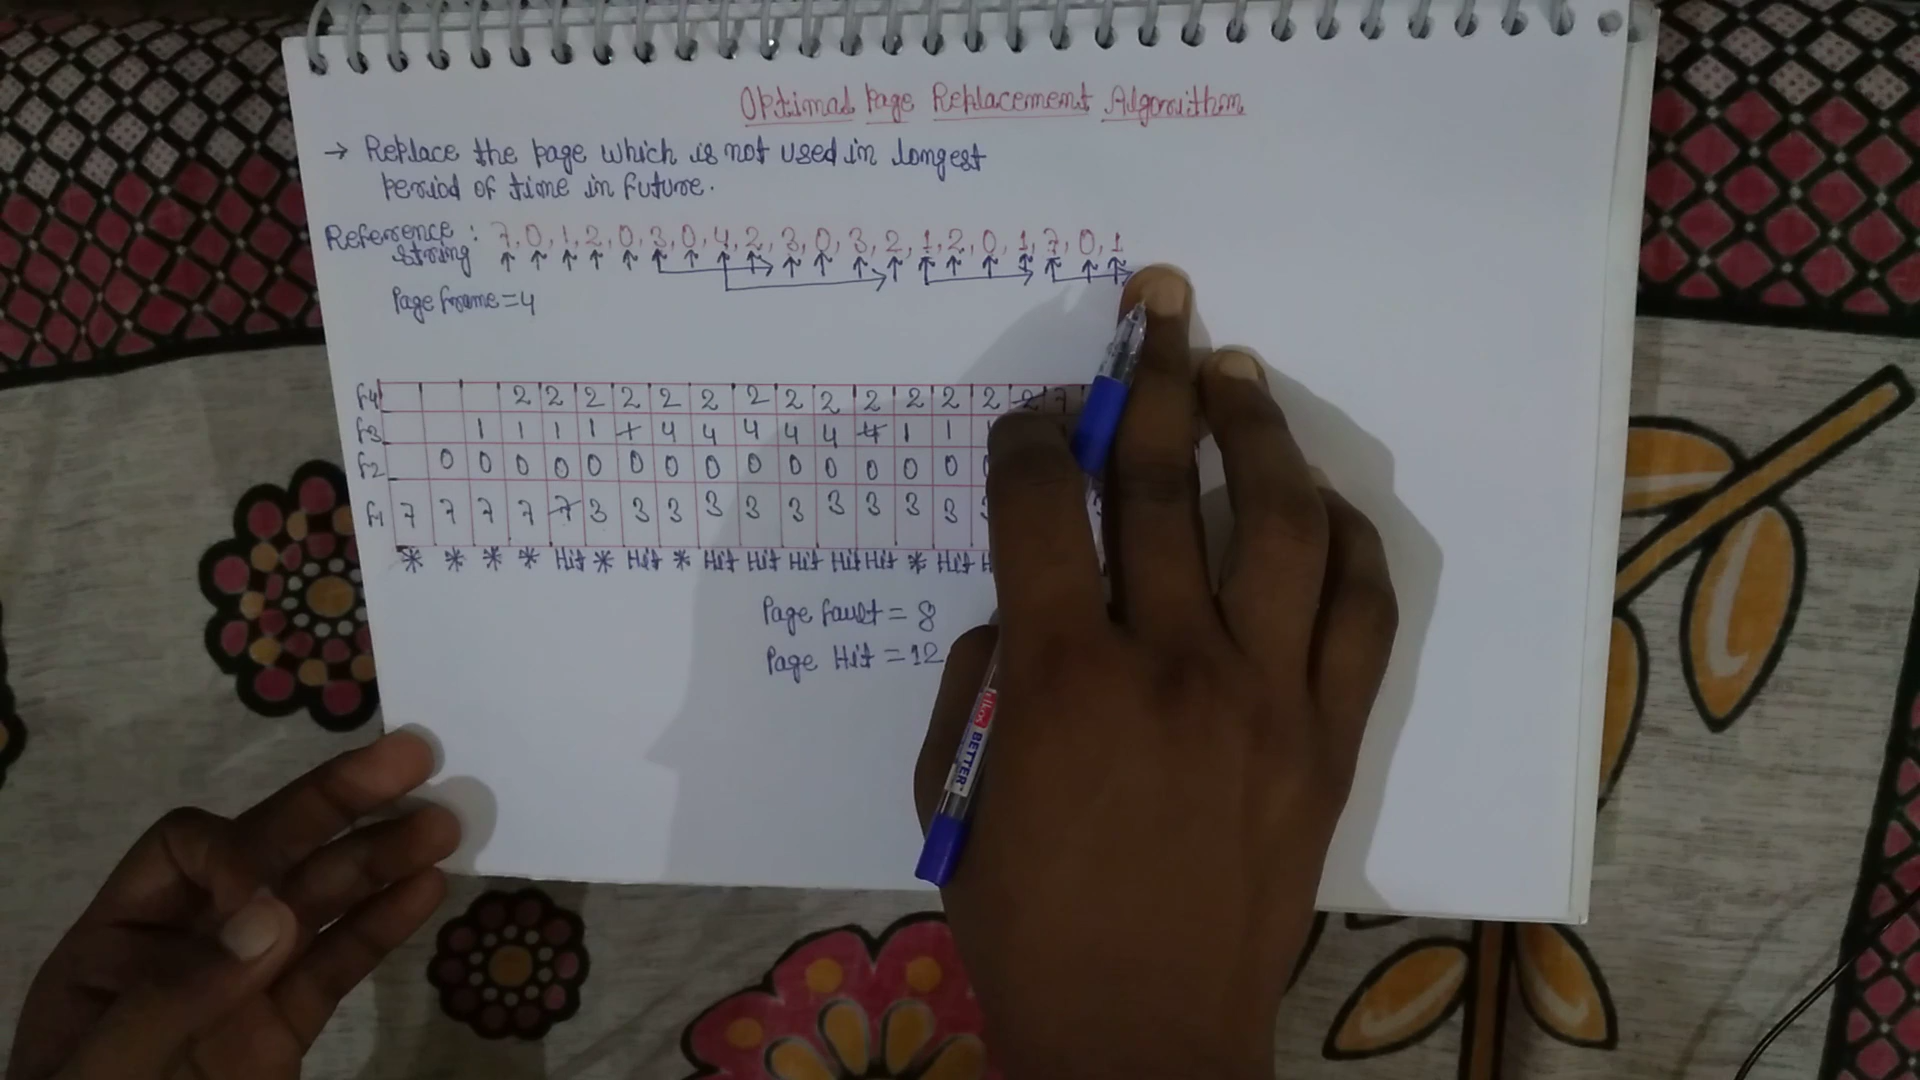 Optimal Page Replacement Algorithm
→ Replace the page which is not used in longest
period of time in future.
Reference string : 7, 0, 1, 2, 0, 3, 0, 4, 2, 3, 0, 3, 2, 1, 2, 0, 1, 7, 0, 1
Page frame = 4
f4 2 2 2 2 2 2 2 2 2 2 2 2 2 2 7
f3 1 1 1 1 1 4 4 4 4 4 4 1 1 1
f2 0 0 0 0 0 0 0 0 0 0 0 0 0 0 0
f1 7 7 7 7 7 3 3 3 3 3 3 3 3 3 3 3
* * * * Hit * Hit * Hit Hit Hit Hit Hit * Hit H
Page fault = 8
Page Hit = 12
BETTER